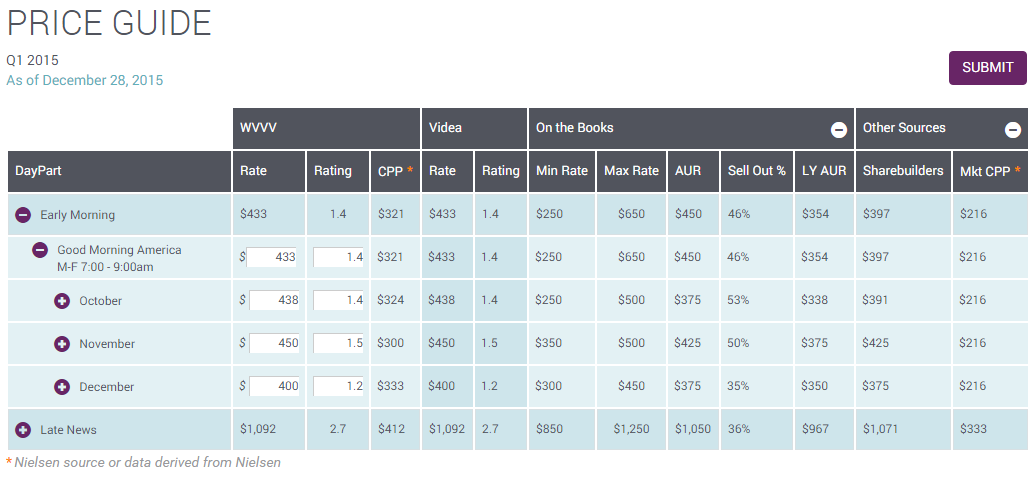 PRICE GUIDE
Q1 2015
As of December 28, 2015
SUBMIT
WVVV Videa On the Books Other Sources
DayPart Rate Rating CPP * Rate Rating Min Rate Max Rate AUR Sell Out % LY AUR Sharebuilders Mkt CPP *
Early Morning $433 1.4 $321 $433 1.4 $250 $650 $450 46% $354 $397 $216
Good Morning America
M-F 7:00 - 9:00am $ 433 1.4 $321 $433 1.4 $250 $650 $450 46% $354 $397 $216
October $ 438 1.4 $324 $438 1.4 $250 $500 $375 53% $338 $391 $216
November $ 450 1.5 $300 $450 1.5 $350 $500 $425 50% $375 $425 $216
December $ 400 1.2 $333 $400 1.2 $300 $450 $375 35% $350 $375 $216
Late News $1,092 2.7 $412 $1,092 2.7 $850 $1,250 $1,050 36% $967 $1,071 $333
* Nielsen source or data derived from Nielsen